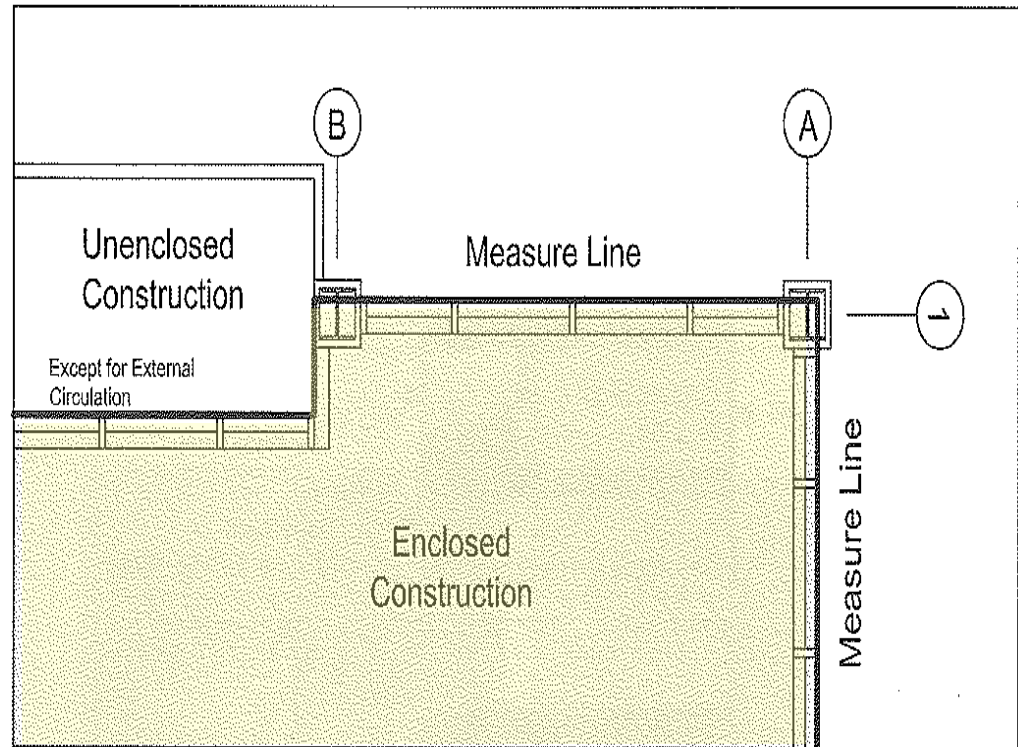 B
A
Unenclosed
Construction
Measure Line
1
Except for External
Circulation
Measure Line
Enclosed
Construction